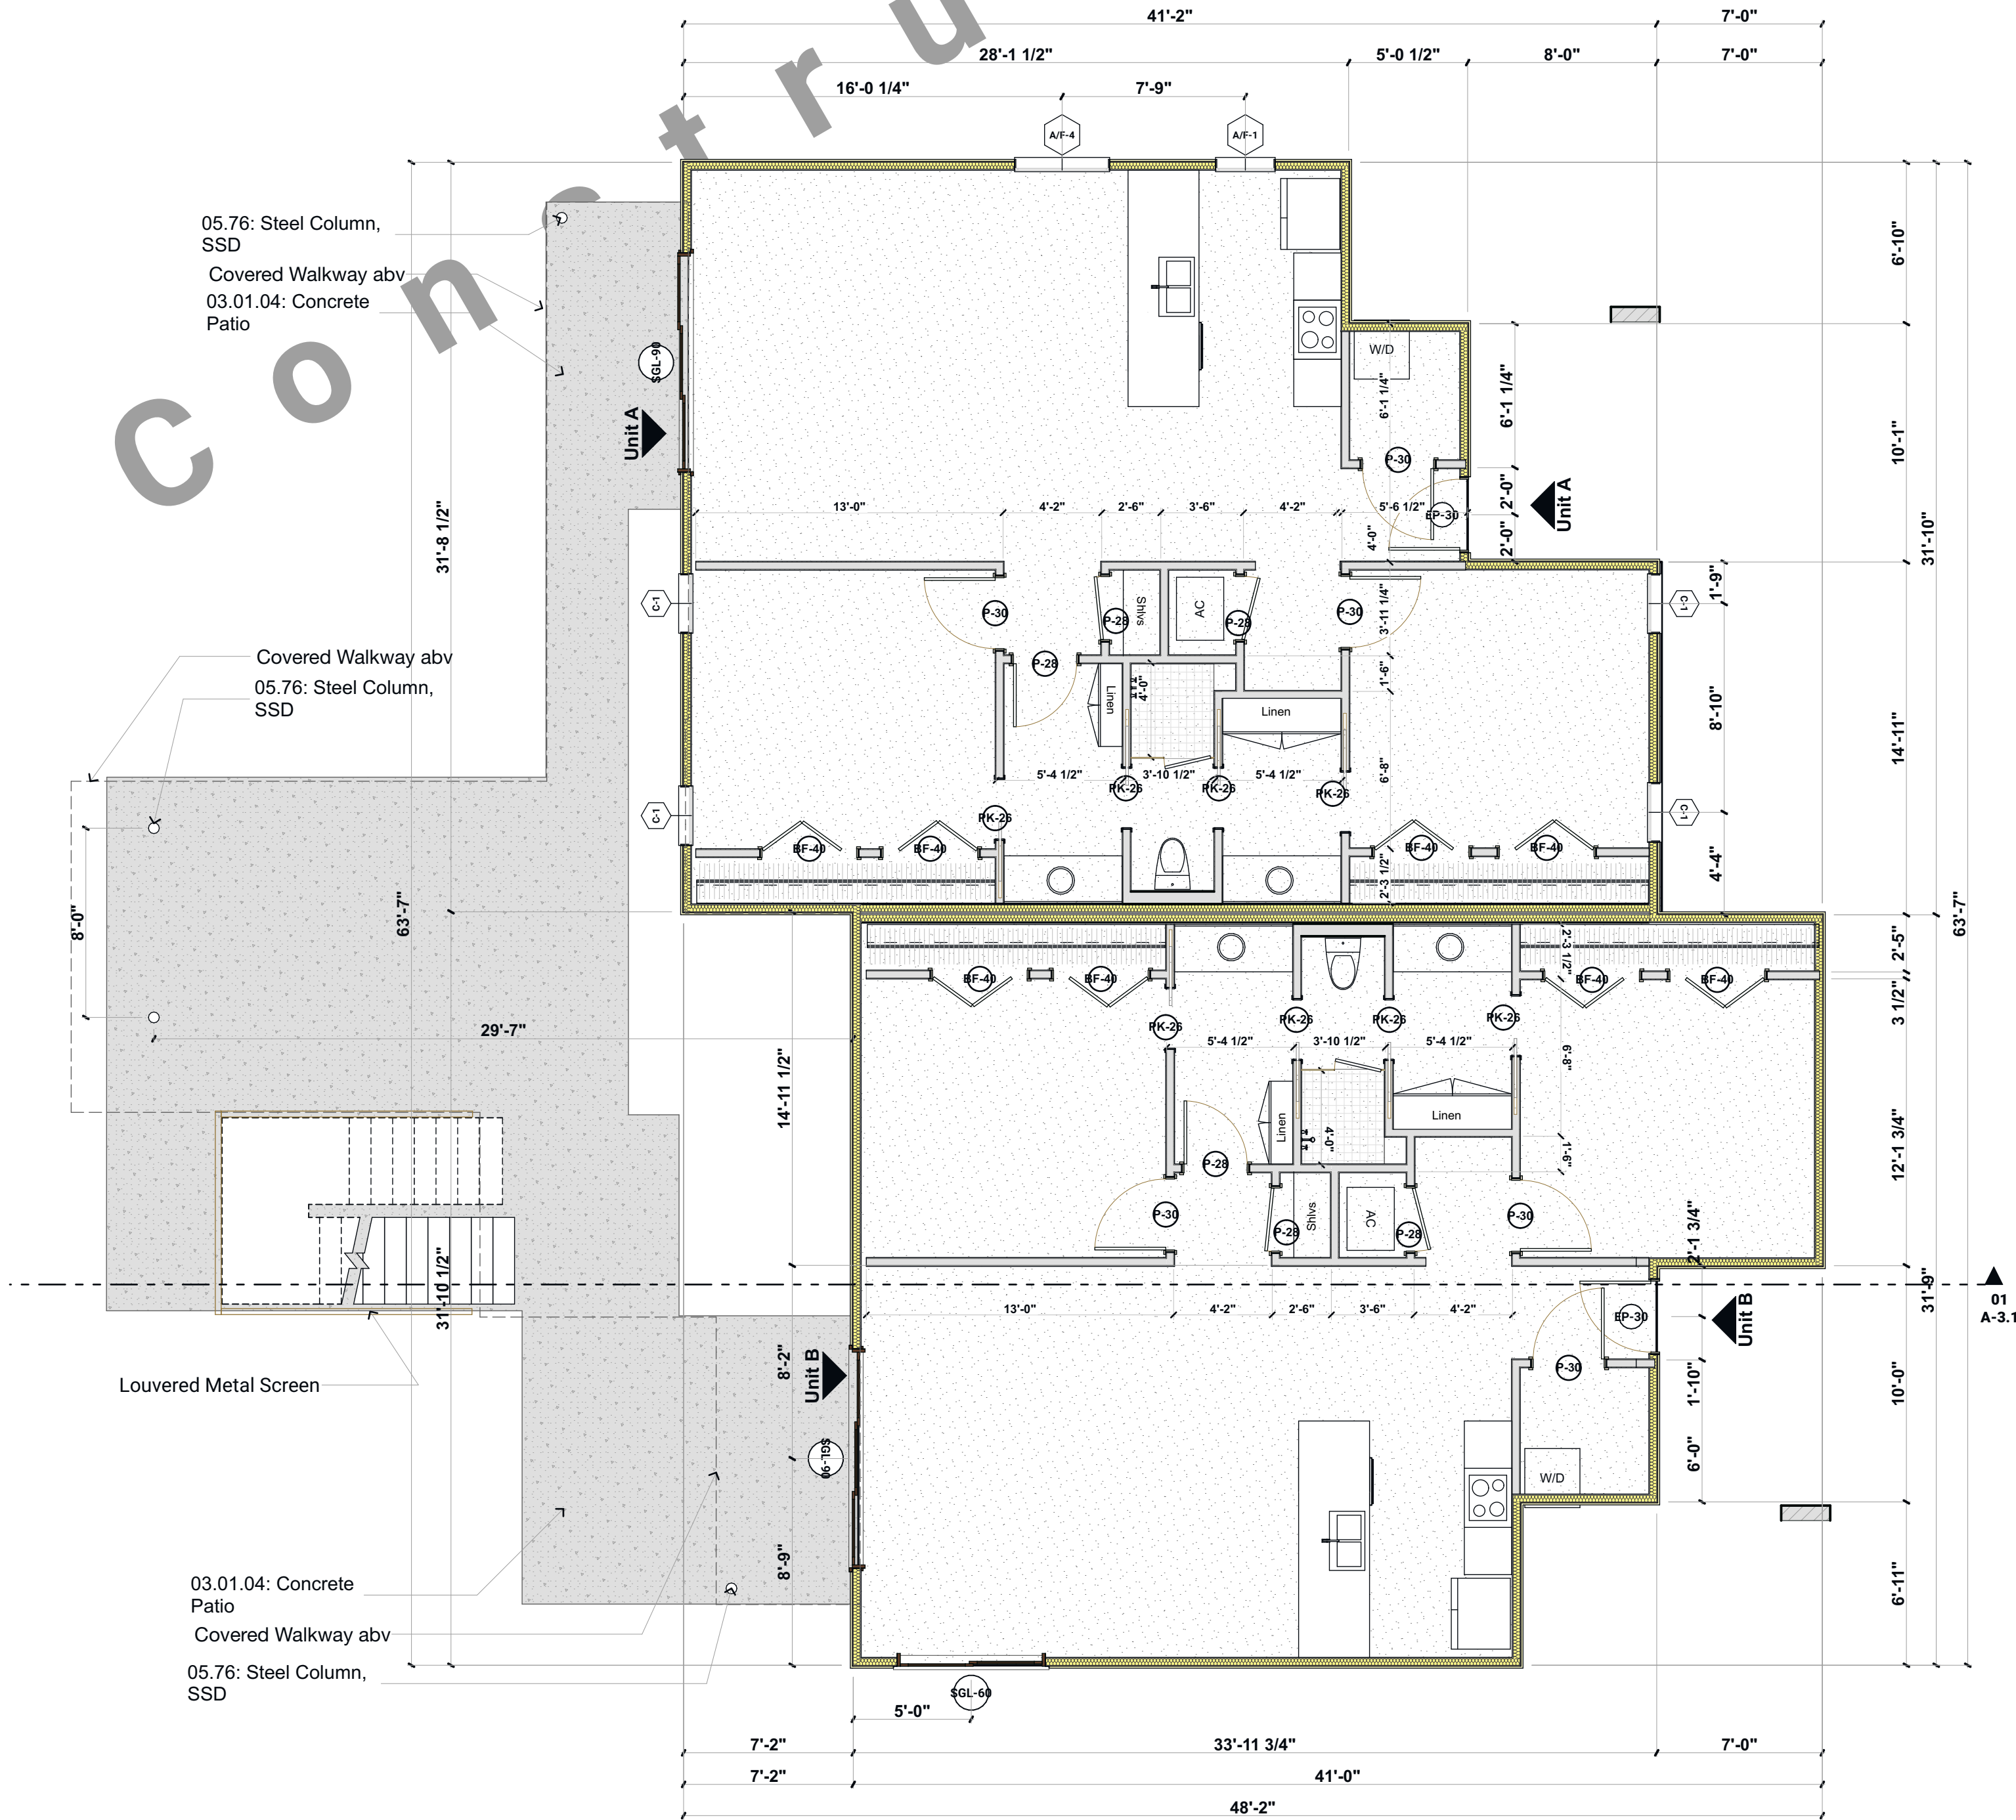 41'-2"
7'-0"
28'-1 1/2"
5'-0 1/2"
8'-0"
7'-0"
16'-0 1/4"
7'-9"
A/F-4
A/F-1
C o n s t r u
05.76: Steel Column,
SSD
Covered Walkway abv
03.01.04: Concrete
Patio
SGL-90
Unit A
W/D
6'-1 1/4"
6'-1 1/4"
6'-10"
10'-1"
P-30
EP-30
2'-0"
2'-0"
Unit A
31'-8 1/2"
31'-10"
13'-0"
4'-2"
2'-6"
3'-6"
4'-2"
5'-6 1/2"
4'-0"
C-1
P-30
P-28
Shlvs
AC
P-28
P-30
3'-11 1/4"
C-1
1'-9"
Covered Walkway abv
05.76: Steel Column,
SSD
P-28
Linen
4'-0"
Linen
1'-6"
8'-10"
14'-11"
5'-4 1/2"
3'-10 1/2"
5'-4 1/2"
6'-8"
PK-26
PK-26
PK-26
PK-26
C-1
C-1
BF-40
BF-40
BF-40
BF-40
2'-3 1/2"
4'-4"
8'-0"
63'-7"
63'-7"
29'-7"
2'-3 1/2"
2'-5"
BF-40
BF-40
BF-40
BF-40
3 1/2"
PK-26
PK-26
PK-26
PK-26
5'-4 1/2"
3'-10 1/2"
5'-4 1/2"
6'-8"
14'-11 1/2"
Linen
4'-0"
Linen
1'-6"
12'-1 3/4"
P-28
P-30
P-28
Shlvs
AC
P-28
P-30
2'-1 3/4"
31'-10 1/2"
31'-9"
01
A-3.1
13'-0"
4'-2"
2'-6"
3'-6"
4'-2"
EP-30
Unit B
P-30
Louvered Metal Screen
8'-2"
Unit B
1'-10"
10'-0"
SGL-90
6'-0"
W/D
8'-9"
6'-11"
03.01.04: Concrete
Patio
Covered Walkway abv
05.76: Steel Column,
SSD
SGL-60
5'-0"
7'-2"
33'-11 3/4"
7'-0"
7'-2"
41'-0"
48'-2"